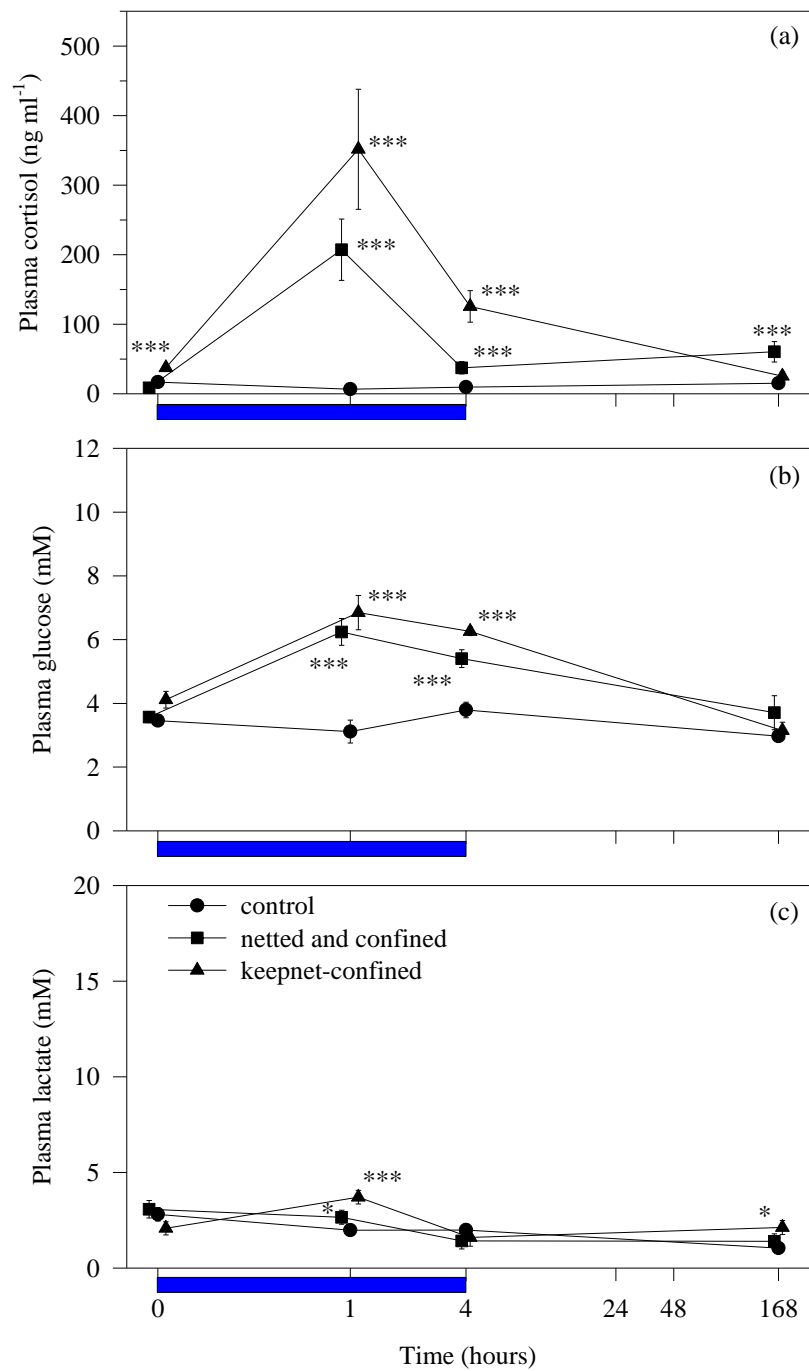 (a)
500
400
300
200
100
0
Plasma cortisol (ng ml-1)
***
***
***
***
***
***
(b)
12
10
8
6
4
2
0
Plasma glucose (mM)
***
***
***
***
(c)
20
15
10
5
0
Plasma lactate (mM)
control
netted and confined
keepnet-confined
***
*
*
0 1 4 24 48 168
Time (hours)